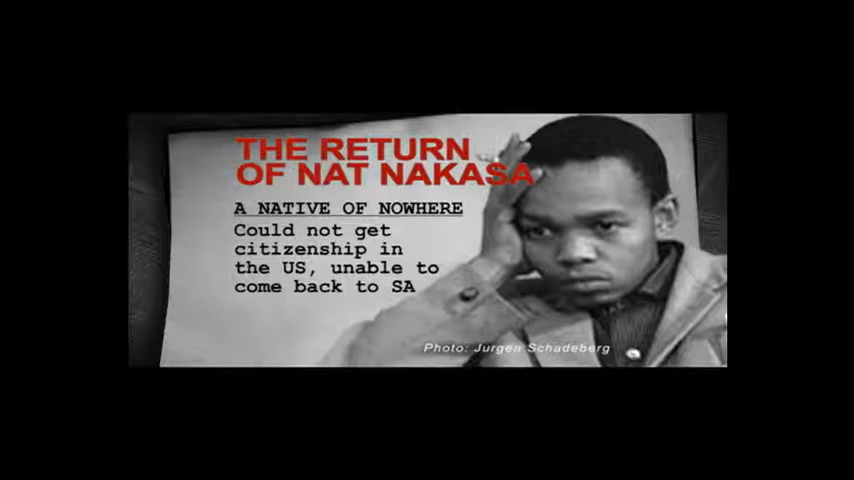 THE RETURN
OF NAT NAKASA
A NATIVE OF NOWHERE
Could not get
citizenship in
the US, unable to
come back to SA
Photo: Jurgen Schadeberg